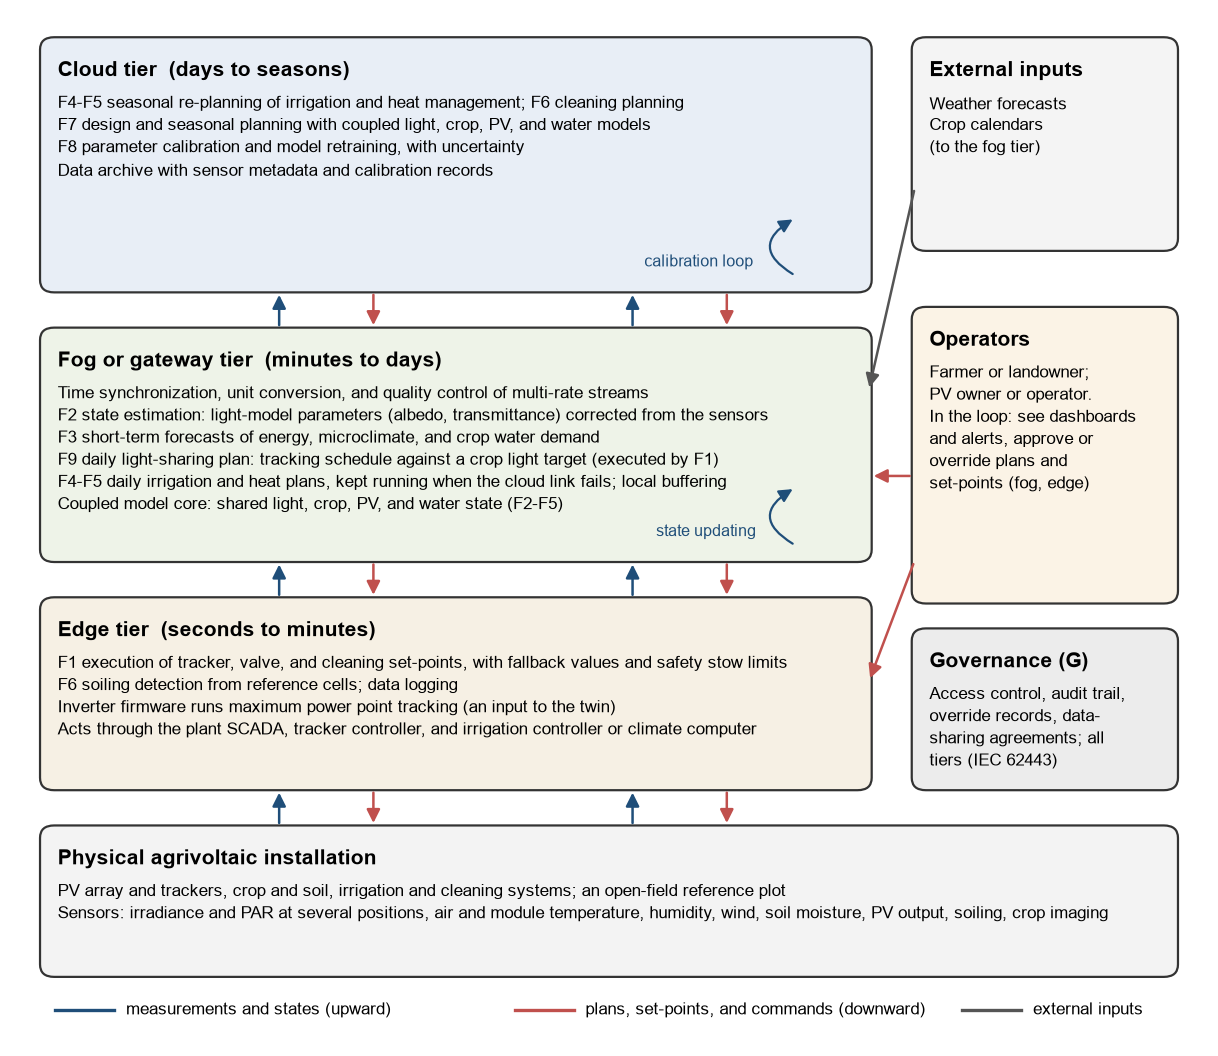 Cloud tier (days to seasons)
F4-F5 seasonal re-planning of irrigation and heat management; F6 cleaning planning
F7 design and seasonal planning with coupled light, crop, PV, and water models
F8 parameter calibration and model retraining, with uncertainty
Data archive with sensor metadata and calibration records
calibration loop
External inputs
Weather forecasts
Crop calendars
(to the fog tier)
Fog or gateway tier (minutes to days)
Time synchronization, unit conversion, and quality control of multi-rate streams
F2 state estimation: light-model parameters (albedo, transmittance) corrected from the sensors
F3 short-term forecasts of energy, microclimate, and crop water demand
F9 daily light-sharing plan: tracking schedule against a crop light target (executed by F1)
F4-F5 daily irrigation and heat plans, kept running when the cloud link fails; local buffering
Coupled model core: shared light, crop, PV, and water state (F2-F5)
state updating
Operators
Farmer or landowner;
PV owner or operator.
In the loop: see dashboards
and alerts, approve or
override plans and
set-points (fog, edge)
Edge tier (seconds to minutes)
F1 execution of tracker, valve, and cleaning set-points, with fallback values and safety stow limits
F6 soiling detection from reference cells; data logging
Inverter firmware runs maximum power point tracking (an input to the twin)
Acts through the plant SCADA, tracker controller, and irrigation controller or climate computer
Governance (G)
Access control, audit trail,
override records, data-
sharing agreements; all
tiers (IEC 62443)
Physical agrivoltaic installation
PV array and trackers, crop and soil, irrigation and cleaning systems; an open-field reference plot
Sensors: irradiance and PAR at several positions, air and module temperature, humidity, wind, soil moisture, PV output, soiling, crop imaging
measurements and states (upward)
plans, set-points, and commands (downward)
external inputs